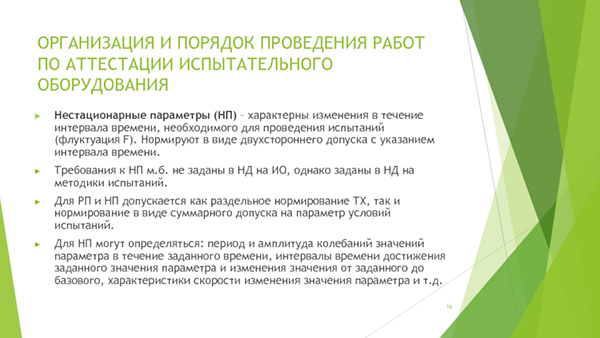 ОРГАНИЗАЦИЯ И ПОРЯДОК ПРОВЕДЕНИЯ РАБОТ
ПО АТТЕСТАЦИИ ИСПЫТАТЕЛЬНОГО
ОБОРУДОВАНИЯ
Нестационарные параметры (НП) – характерны изменения в течение
интервала времени, необходимого для проведения испытаний
(флуктуация F). Нормируют в виде двухстороннего допуска с указанием
интервала времени.
Требования к НП м.б. не заданы в НД на ИО, однако заданы в НД на
методики испытаний.
Для РП и НП допускается как раздельное нормирование ТХ, так и
нормирование в виде суммарного допуска на параметр условий
испытаний.
Для НП могут определяться: период и амплитуда колебаний значений
параметра в течение заданного времени, интервалы времени достижения
заданного значения параметра и изменения значения от заданного до
базового, характеристики скорости изменения значения параметра и т.д.
16